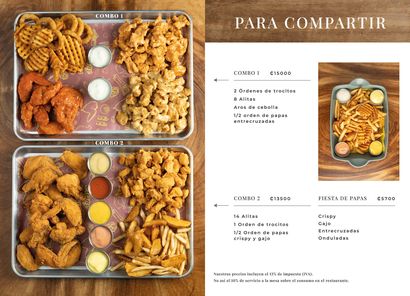 COMBO 1
COMBO 2
PARA COMPARTIR
COMBO 1 ₡15000
2 Órdenes de trocitos
8 Alitas
Aros de cebolla
1/2 orden de papas
entrecruzadas
COMBO 2 ₡13500
14 Alitas
1 Orden de trocitos
1/2 Orden de papas
crispy y gajo
FIESTA DE PAPAS ₡5700
Crispy
Gajo
Entrecruzadas
Onduladas
Nuestros precios incluyen el 13% de impuesto (IVA).
No así el 10% de servicio a la mesa sobre el consumo en el restaurante.